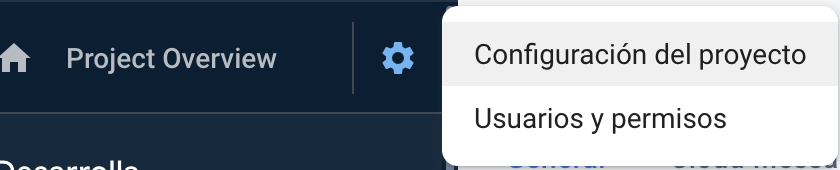 Project Overview
Configuración del proyecto
Usuarios y permisos